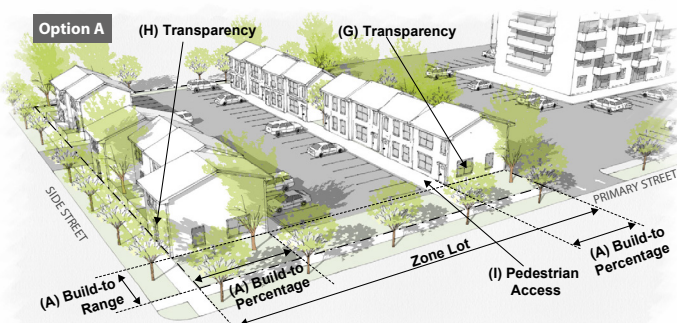 Option A
(H) Transparency
(G) Transparency
SIDE STREET
PRIMARY STREET
(A) Build-to
Range
(A) Build-to
Percentage
Zone Lot
(A) Build-to
Percentage
(I) Pedestrian
Access